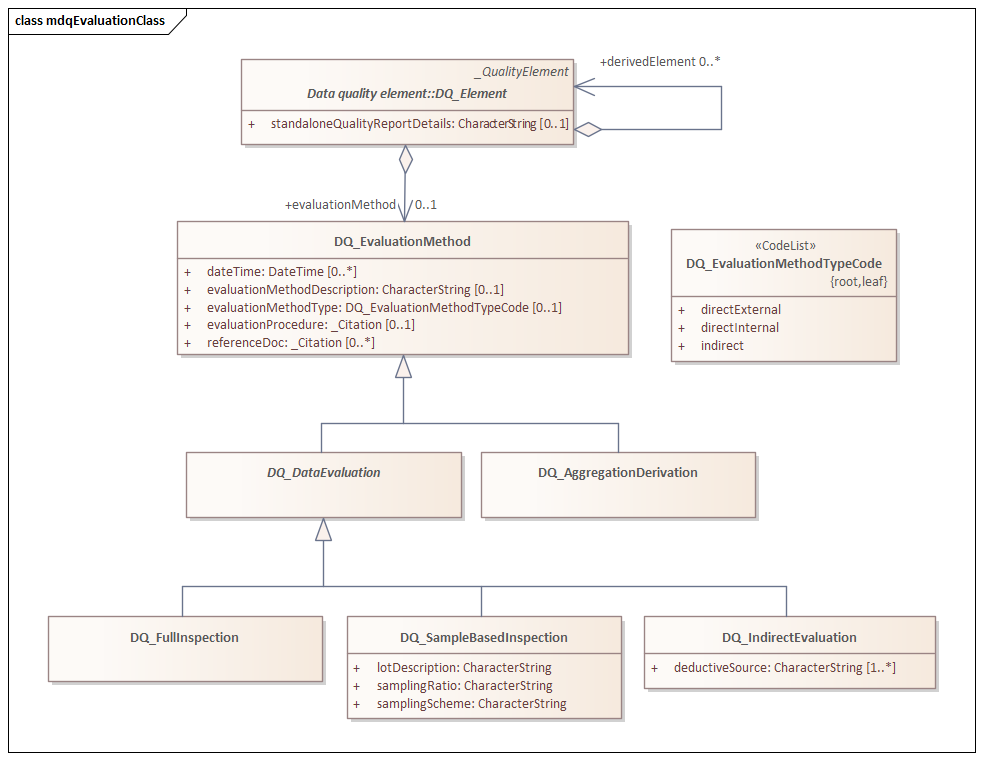 class mdqEvaluationClass
_QualityElement
Data quality element::DQ_Element
+ standaloneQualityReportDetails: CharacterString [0..1]
+derivedElement 0..*
+evaluationMethod 0..1
DQ_EvaluationMethod
+ dateTime: DateTime [0..*]
+ evaluationMethodDescription: CharacterString [0..1]
+ evaluationMethodType: DQ_EvaluationMethodTypeCode [0..1]
+ evaluationProcedure: _Citation [0..1]
+ referenceDoc: _Citation [0..*]
«CodeList»
DQ_EvaluationMethodTypeCode
{root,leaf}
+ directExternal
+ directInternal
+ indirect
DQ_DataEvaluation
DQ_AggregationDerivation
DQ_FullInspection
DQ_SampleBasedInspection
+ lotDescription: CharacterString
+ samplingRatio: CharacterString
+ samplingScheme: CharacterString
DQ_IndirectEvaluation
+ deductiveSource: CharacterString [1..*]